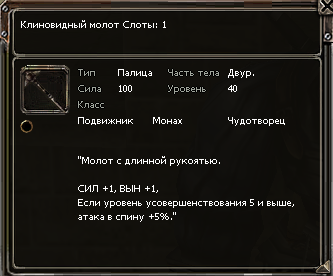 Клиновидный молот Слоты: 1
Тип Палица Часть тела Двур.
Сила 100 Уровень 40
Класс
Подвижник Монах Чудотворец
"Молот с длинной рукоятью.
СИЛ +1, ВЫН +1,
Если уровень усовершенствования 5 и выше,
атака в спину +5%."